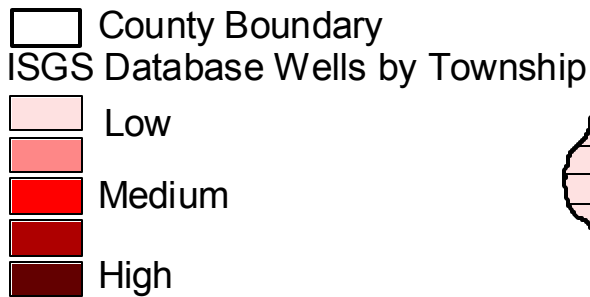 County Boundary
ISGS Database Wells by Township
Low
Medium
High